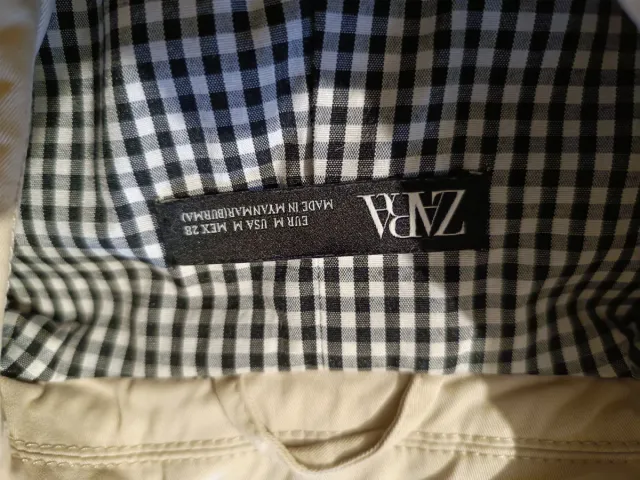 ZARA
EUR M USA M MEX 28
MADE IN MYANMAR(BURMA)